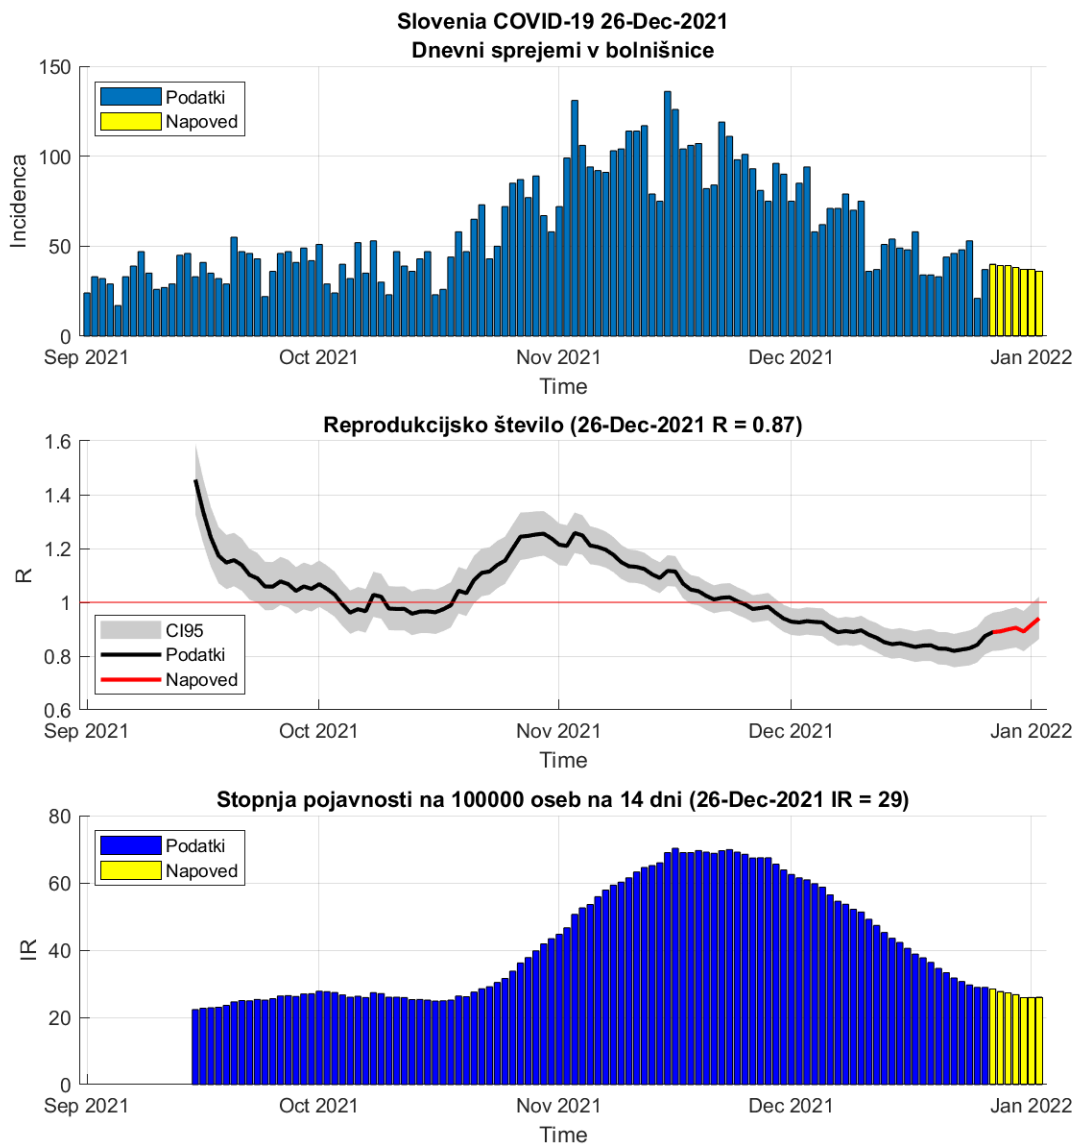 Slovenia COVID-19 26-Dec-2021
Dnevni sprejemi v bolnišnice
150
100
50
0
Incidenca
Podatki
Napoved
Sep 2021 Oct 2021 Nov 2021 Dec 2021 Jan 2022
Time
Reprodukcijsko število (26-Dec-2021 R = 0.87)
1.6
1.4
1.2
1
0.8
0.6
R
CI95
Podatki
Napoved
Sep 2021 Oct 2021 Nov 2021 Dec 2021 Jan 2022
Time
Stopnja pojavnosti na 100000 oseb na 14 dni (26-Dec-2021 IR = 29)
80
60
40
20
0
IR
Podatki
Napoved
Sep 2021 Oct 2021 Nov 2021 Dec 2021 Jan 2022
Time